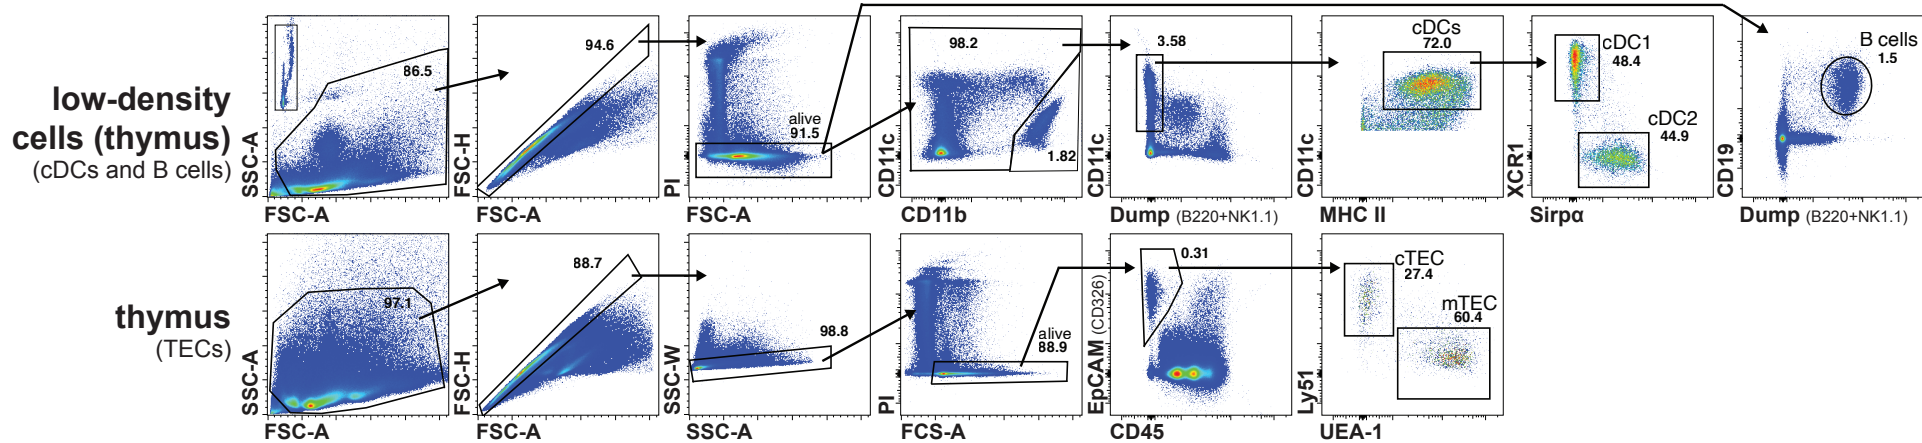 low-density
cells (thymus)
(cDCs and B cells)
SSC-A
86.5
FSC-A
FSC-H
94.6
FSC-A
PI
alive
91.5
FSC-A
CD11c
98.2
1.82
CD11b
CD11c
3.58
Dump (B220+NK1.1)
CD11c
cDCs
72.0
MHC II
XCR1
cDC1
48.4
cDC2
44.9
Sirpα
CD19
B cells
1.5
Dump (B220+NK1.1)
thymus
(TECs)
SSC-A
97.1
FSC-A
FSC-H
88.7
FSC-A
SSC-W
98.8
SSC-A
PI
alive
88.9
FCS-A
EpCAM (CD326)
0.31
CD45
Ly51
cTEC
27.4
mTEC
60.4
UEA-1